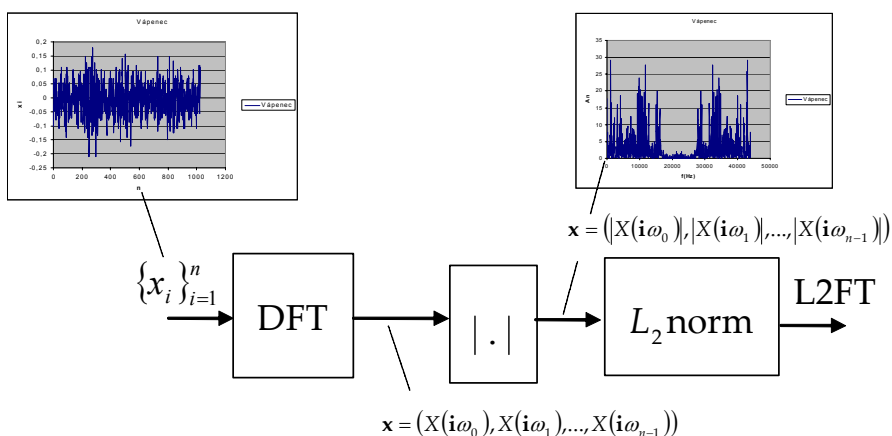 Vápenec
0,2
0,15
0,1
0,05
0
-0,05
-0,1
-0,15
-0,2
-0,25
xi
0 200 400 600 800 1000 1200
n
Vápenec
Vápenec
35
30
25
20
15
10
5
0
An
0 10000 20000 30000 40000 50000
f(Hz)
Vápenec
x = (|X(iω₀)|, |X(iω₁)|,..., |X(iωₙ₋₁)|)
{xᵢ}ⁿᵢ₌₁
DFT
| . |
L₂ norm
L2FT
x = (X(iω₀), X(iω₁),..., X(iωₙ₋₁))